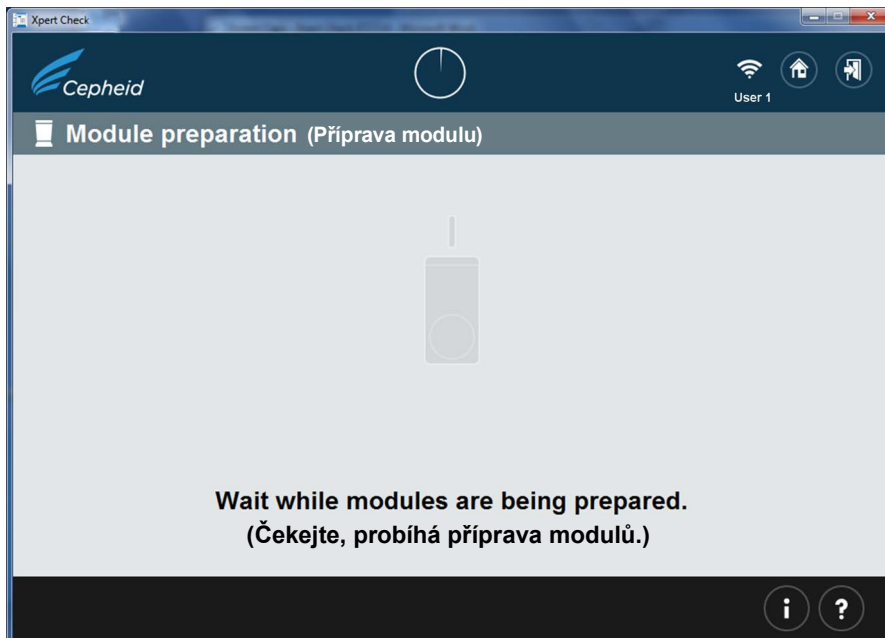 Xpert Check
Cepheid
User 1
Module preparation (Příprava modulu)
Wait while modules are being prepared.
(Čekejte, probíhá příprava modulů.)
i ?